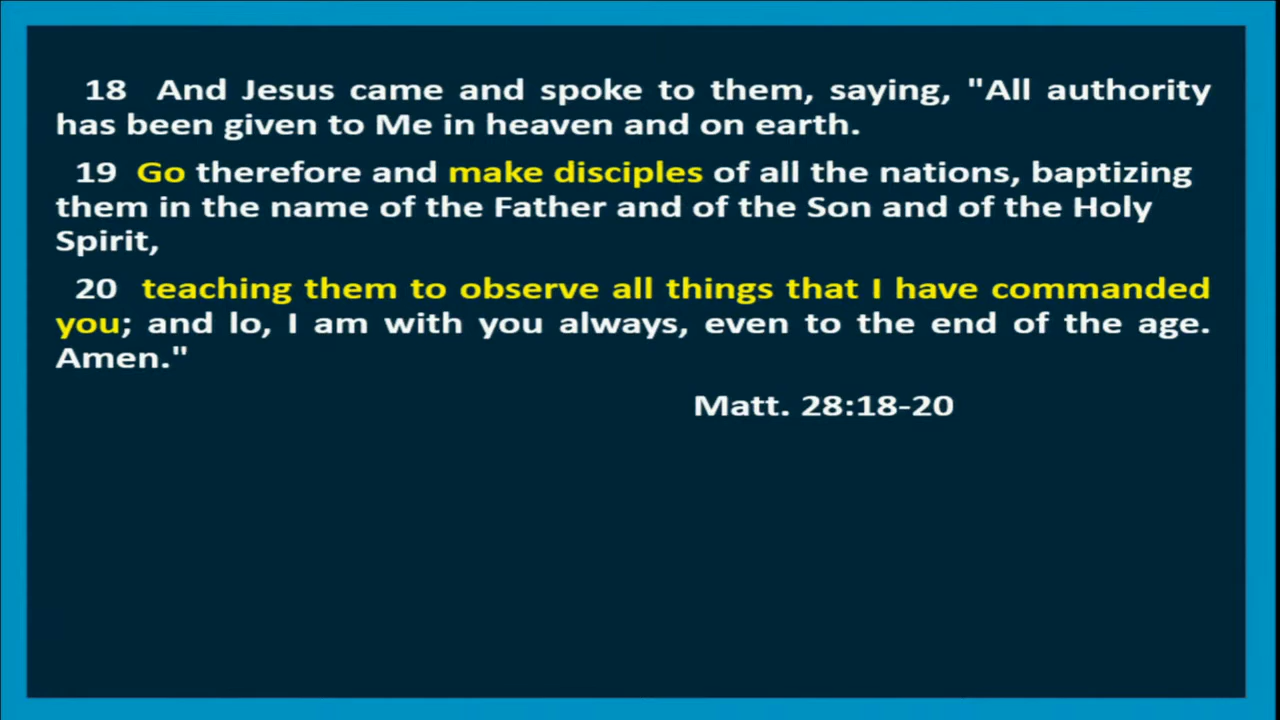 18 And Jesus came and spoke to them, saying, "All authority
has been given to Me in heaven and on earth.
19 Go therefore and make disciples of all the nations, baptizing
them in the name of the Father and of the Son and of the Holy
Spirit,
20 teaching them to observe all things that I have commanded
you; and lo, I am with you always, even to the end of the age.
Amen."
Matt. 28:18-20